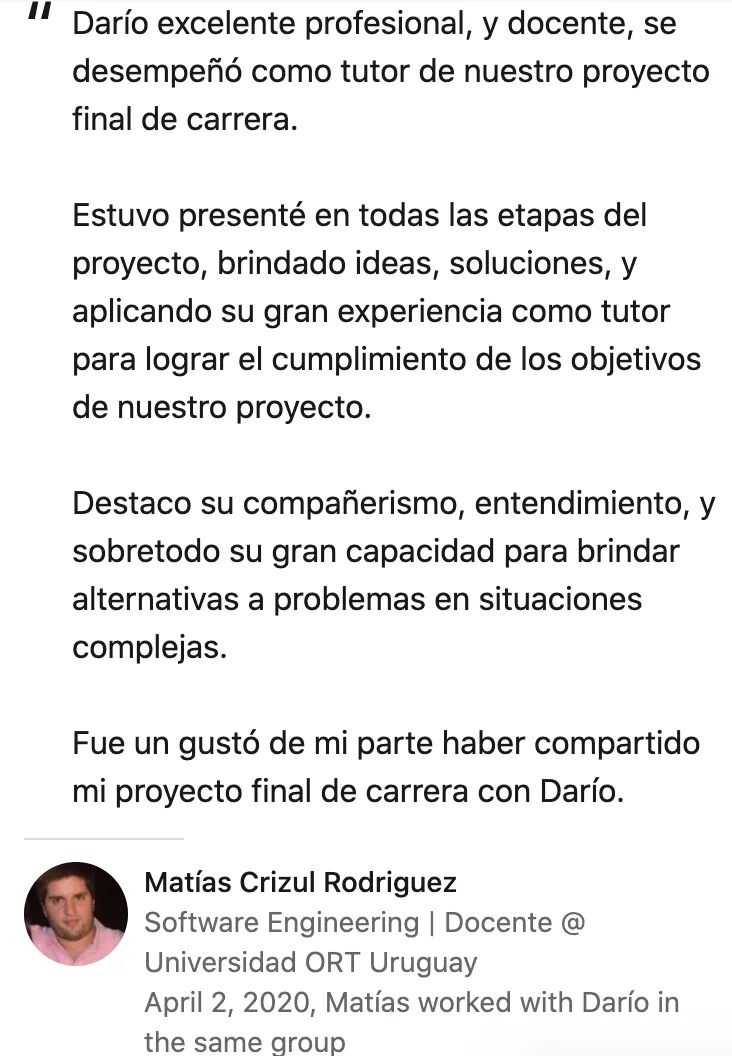 "
Darío excelente profesional, y docente, se
desempeñó como tutor de nuestro proyecto
final de carrera.
Estuvo presenté en todas las etapas del
proyecto, brindado ideas, soluciones, y
aplicando su gran experiencia como tutor
para lograr el cumplimiento de los objetivos
de nuestro proyecto.
Destaco su compañerismo, entendimiento, y
sobretodo su gran capacidad para brindar
alternativas a problemas en situaciones
complejas.
Fue un gustó de mi parte haber compartido
mi proyecto final de carrera con Darío.
Matías Crizul Rodriguez
Software Engineering | Docente @
Universidad ORT Uruguay
April 2, 2020, Matías worked with Darío in
the same group